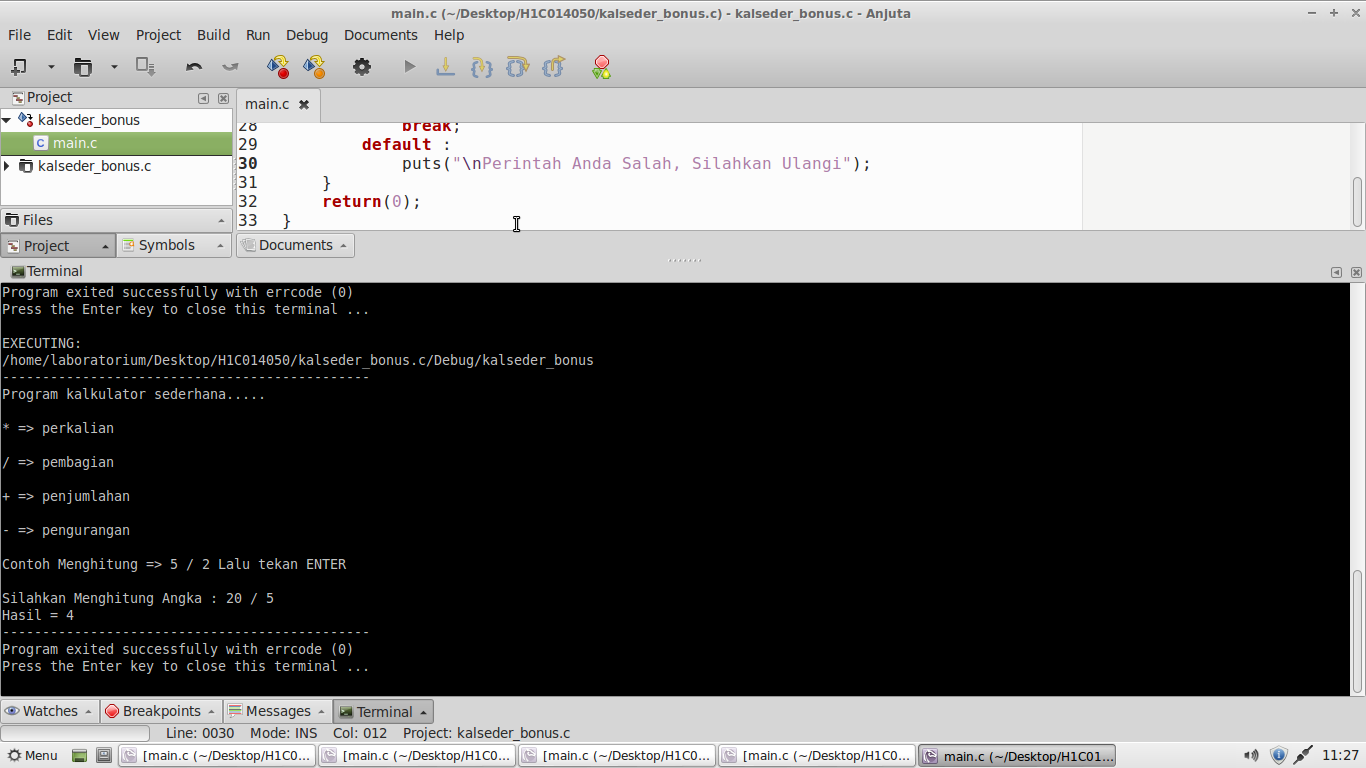 main.c (~/Desktop/H1C014050/kalseder_bonus.c) - kalseder_bonus.c - Anjuta
File Edit View Project Build Run Debug Documents Help
Project
kalseder_bonus
main.c
kalseder_bonus.c
Files
Project Symbols
main.c
28 break;
29 default :
30 puts("\nPerintah Anda Salah, Silahkan Ulangi");
31 }
32 return(0);
33 }
Documents
Terminal
Program exited successfully with errcode (0)
Press the Enter key to close this terminal ...
EXECUTING:
/home/laboratorium/Desktop/H1C014050/kalseder_bonus.c/Debug/kalseder_bonus
----------------------------------------------
Program kalkulator sederhana.....
* => perkalian
/ => pembagian
+ => penjumlahan
- => pengurangan
Contoh Menghitung => 5 / 2 Lalu tekan ENTER
Silahkan Menghitung Angka : 20 / 5
Hasil = 4
----------------------------------------------
Program exited successfully with errcode (0)
Press the Enter key to close this terminal ...
Watches Breakpoints Messages Terminal
Line: 0030 Mode: INS Col: 012 Project: kalseder_bonus.c
Menu [main.c (~/Desktop/H1C0... [main.c (~/Desktop/H1C0... [main.c (~/Desktop/H1C0... [main.c (~/Desktop/H1C0... main.c (~/Desktop/H1C01... 11:27